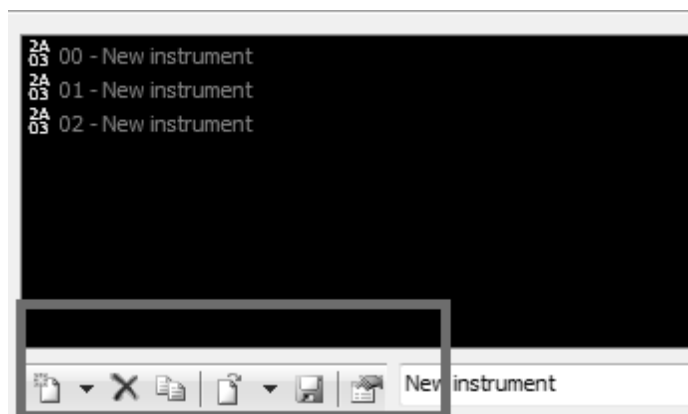 2A
03 00 - New instrument
2A
03 01 - New instrument
2A
03 02 - New instrument
New instrument